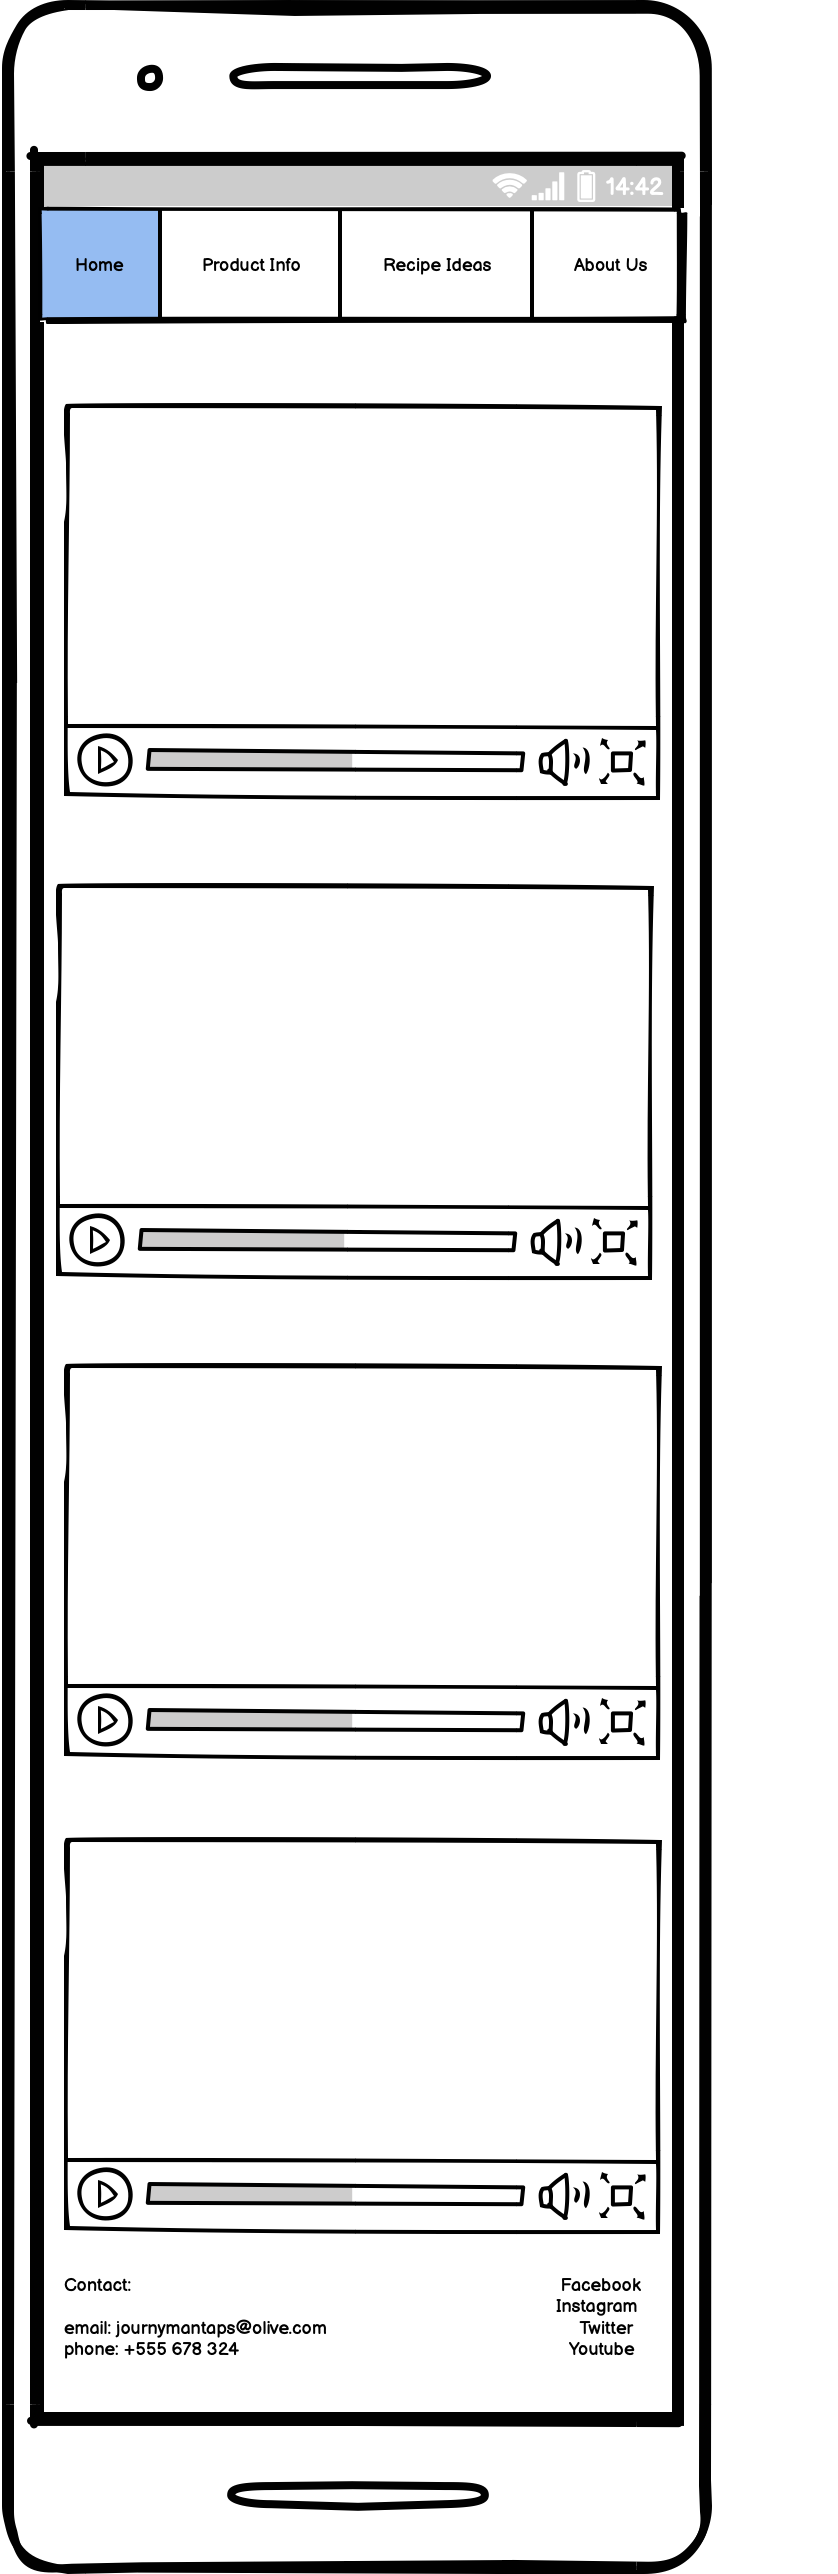 14:42
Home
Product Info
Recipe Ideas
About Us
Contact:
email: journymantaps@olive.com
phone: +555 678 324
Facebook
Instagram
Twitter
Youtube